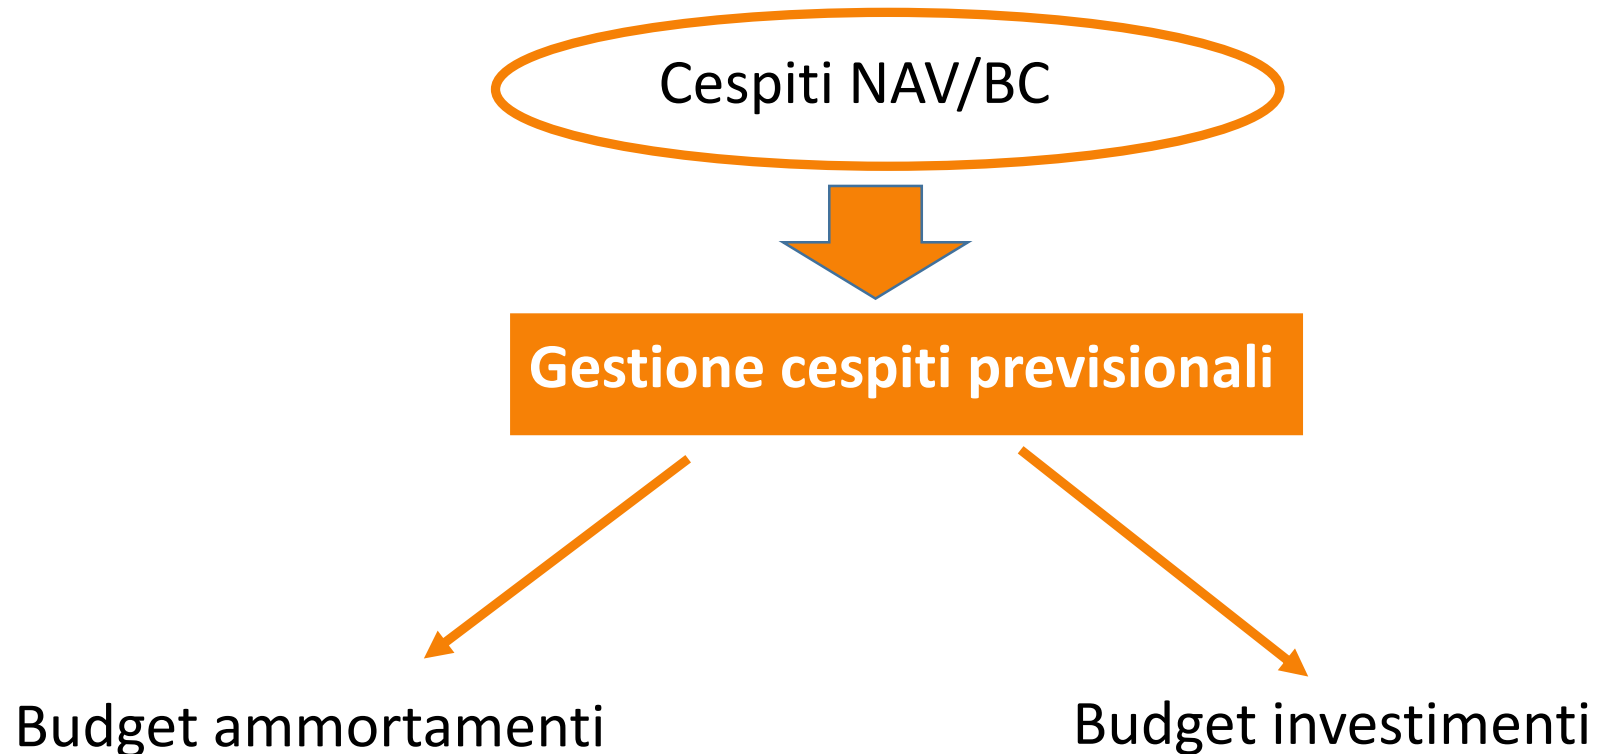 Cespiti NAV/BC
Gestione cespiti previsionali
Budget ammortamenti
Budget investimenti